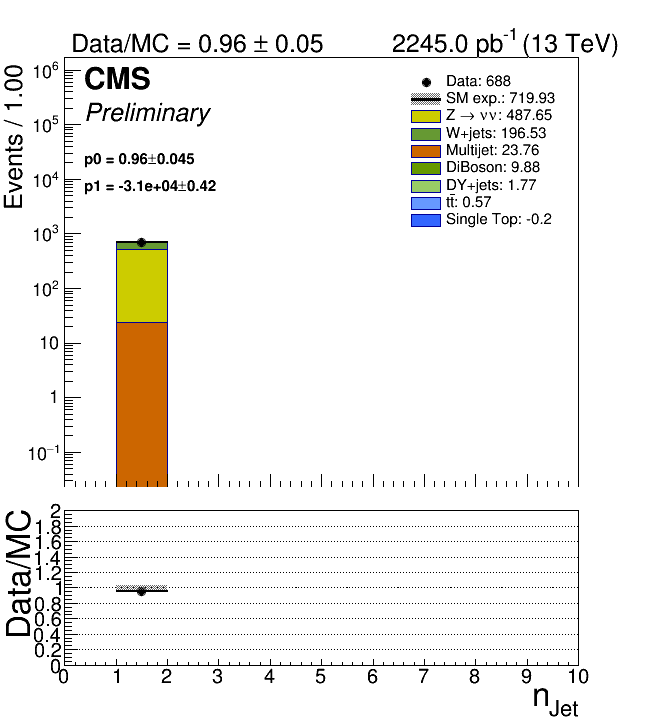 Data/MC = 0.96 ± 0.05
2245.0 pb⁻¹ (13 TeV)
Events / 1.00
10⁶
10⁵
10⁴
10³
10²
10
1
10⁻¹
CMS
Preliminary
p0 = 0.96±0.045
p1 = -3.1e+04±0.42
Data: 688
SM exp.: 719.93
Z → νν: 487.65
W+jets: 196.53
Multijet: 23.76
DiBoson: 9.88
DY+jets: 1.77
tt̄: 0.57
Single Top: -0.2
Data/MC
2
1.8
1.6
1.4
1.2
1
0.8
0.6
0.4
0.2
0
0 1 2 3 4 5 6 7 8 9 10
n_Jet